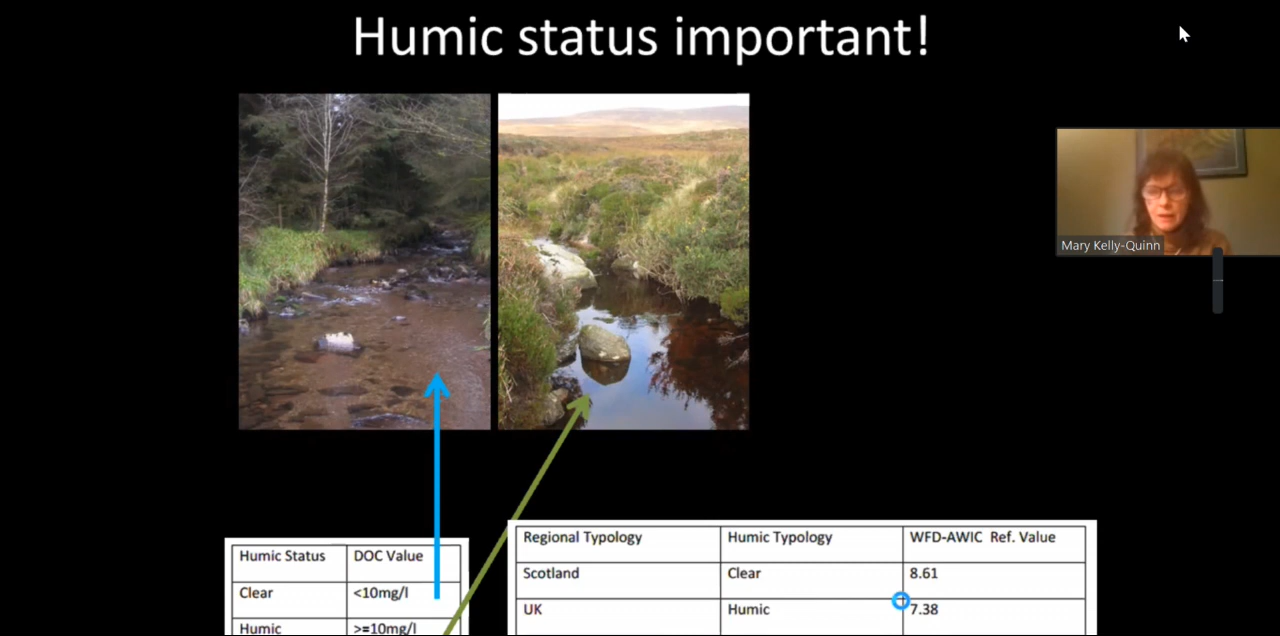 Humic status important!
Mary Kelly-Quinn
Humic Status DOC Value
Clear <10mg/l
Humic >=10mg/l
Regional Typology Humic Typology WFD-AWIC Ref. Value
Scotland Clear 8.61
UK Humic 7.38